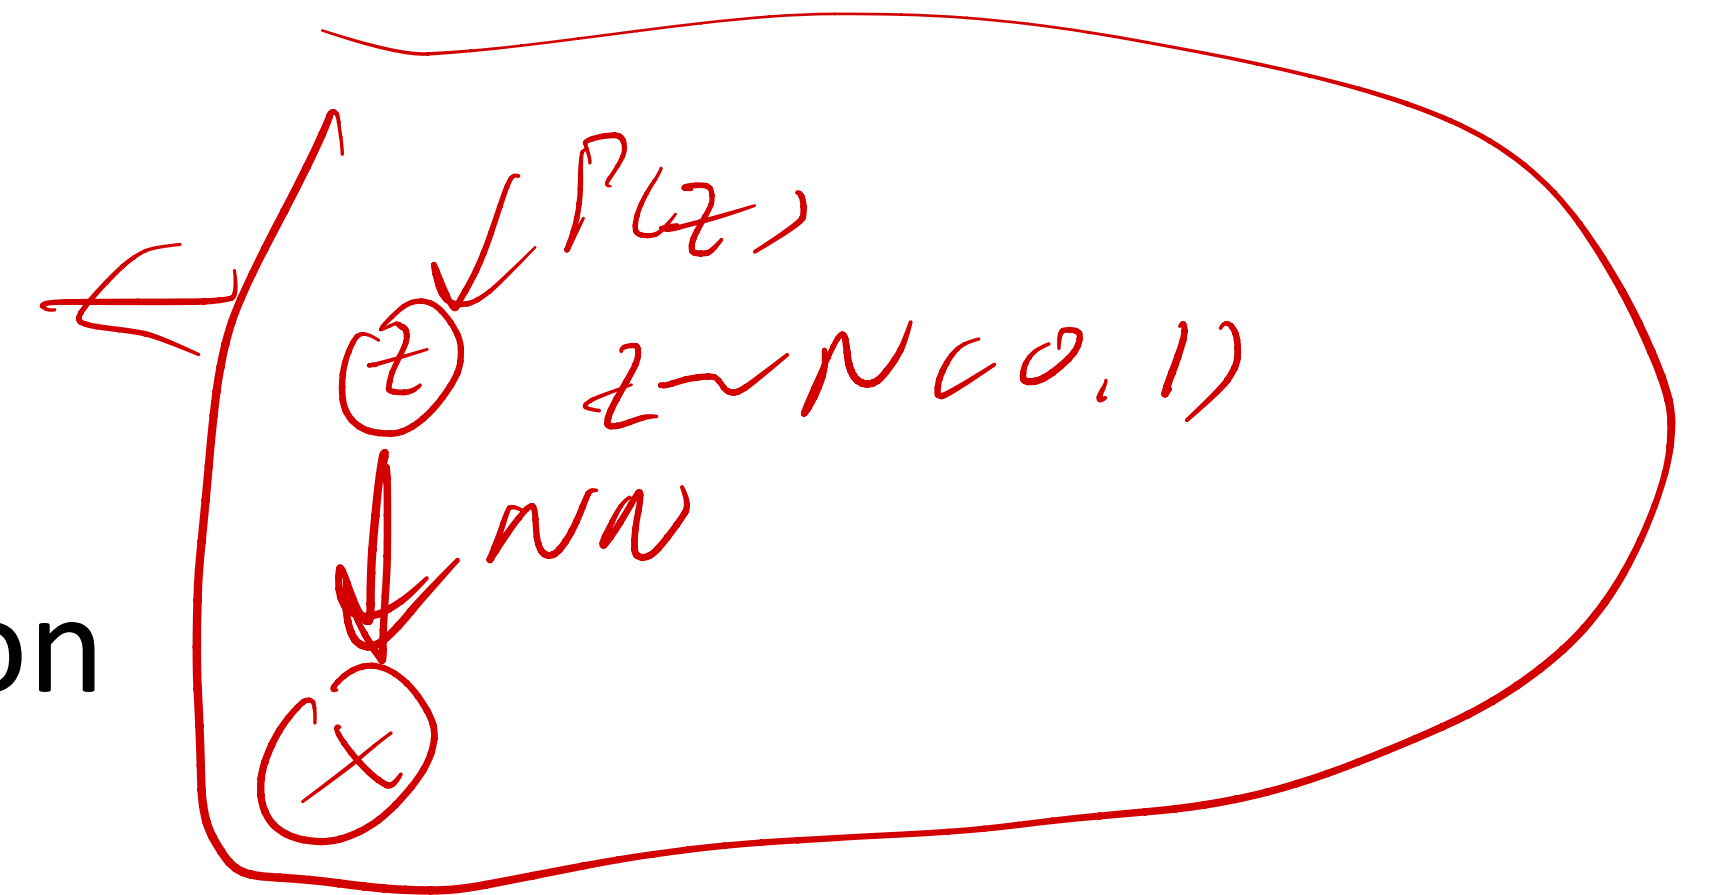 P(z)
z
z ~ N(0,1)
NN
on
x